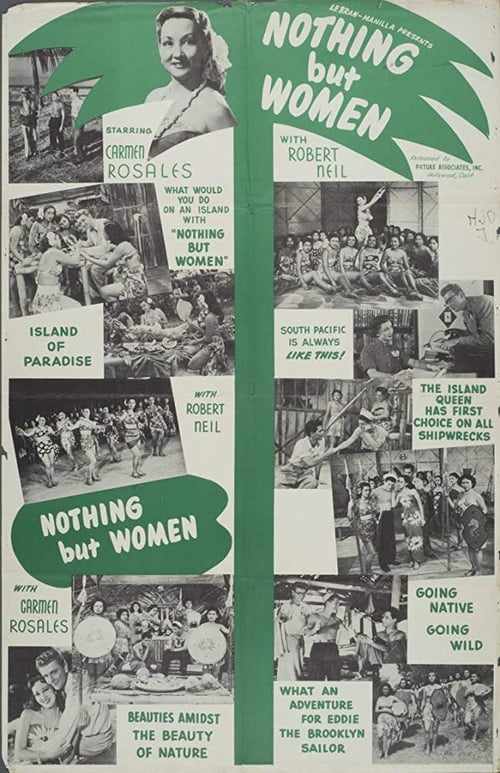 LEBRAN-MANILLA PRESENTS
NOTHING
but
WOMEN
STARRING
CARMEN
ROSALES
WITH
ROBERT
NEIL
Released by
PICTURE ASSOCIATES, INC.
Hollywood, Calif
WHAT WOULD
YOU DO
ON AN ISLAND
WITH
"NOTHING
BUT
WOMEN"
ISLAND
OF
PARADISE
SOUTH PACIFIC
IS ALWAYS
LIKE THIS!
WITH
ROBERT
NEIL
THE ISLAND
QUEEN
HAS FIRST
CHOICE ON ALL
SHIPWRECKS
NOTHING
but WOMEN
WITH
CARMEN
ROSALES
GOING
NATIVE
GOING
WILD
BEAUTIES AMIDST
THE BEAUTY
OF NATURE
WHAT AN
ADVENTURE
FOR EDDIE
THE BROOKLYN
SAILOR